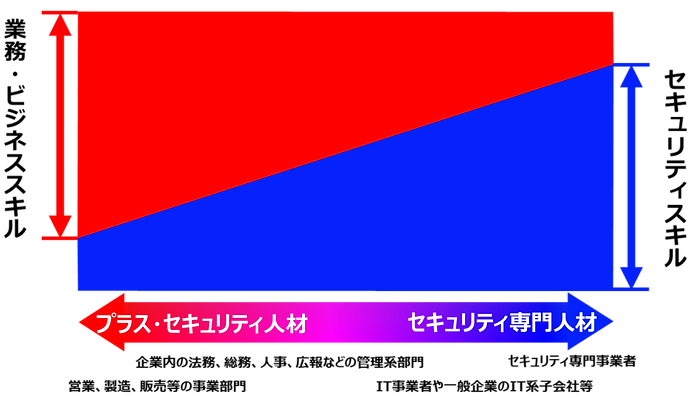 業務・ビジネススキル
セキュリティスキル
プラス・セキュリティ人材
セキュリティ専門人材
企業内の法務、総務、人事、広報などの管理系部門
セキュリティ専門事業者
営業、製造、販売等の事業部門
IT事業者や一般企業のIT系子会社等